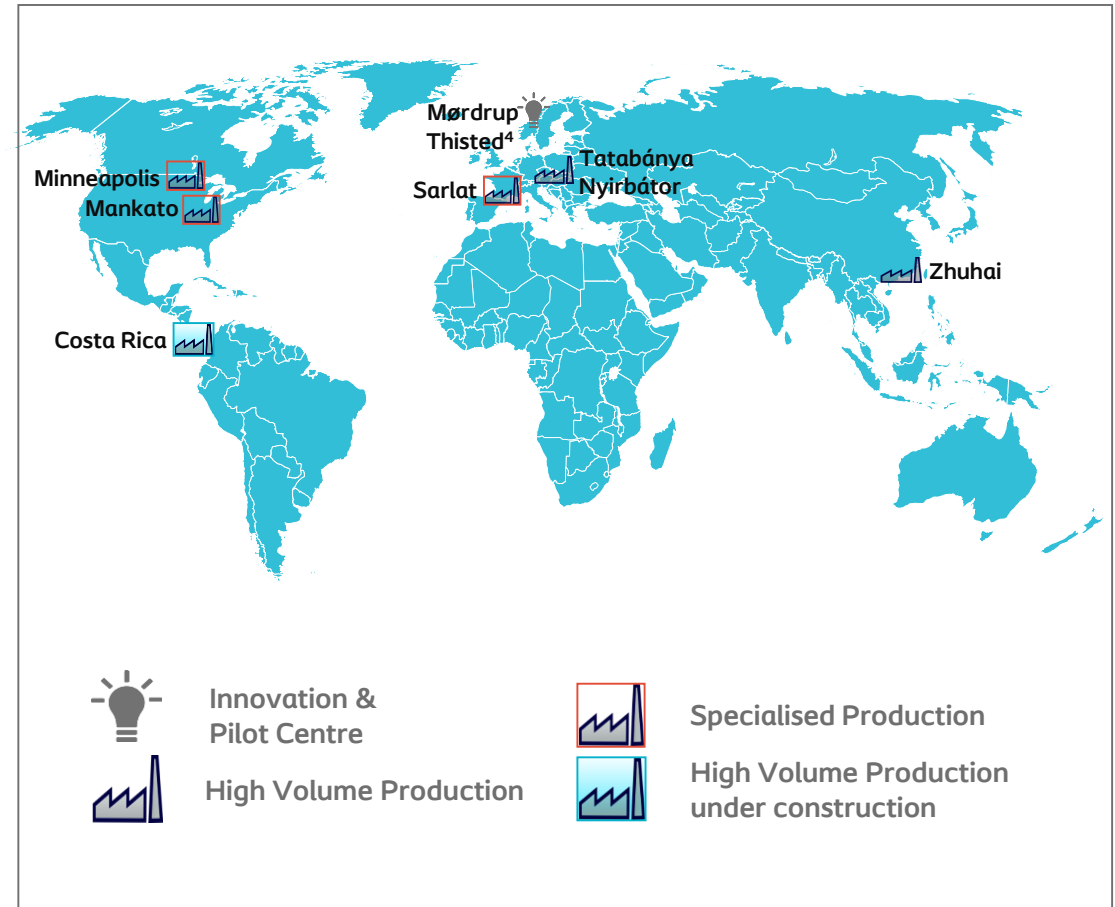 Mørdrup
Thisted⁴
Tatabánya
Nyirbátor
Minneapolis
Mankato
Sarlat
Zhuhai
Costa Rica
Innovation &
Pilot Centre
High Volume Production
Specialised Production
High Volume Production
under construction